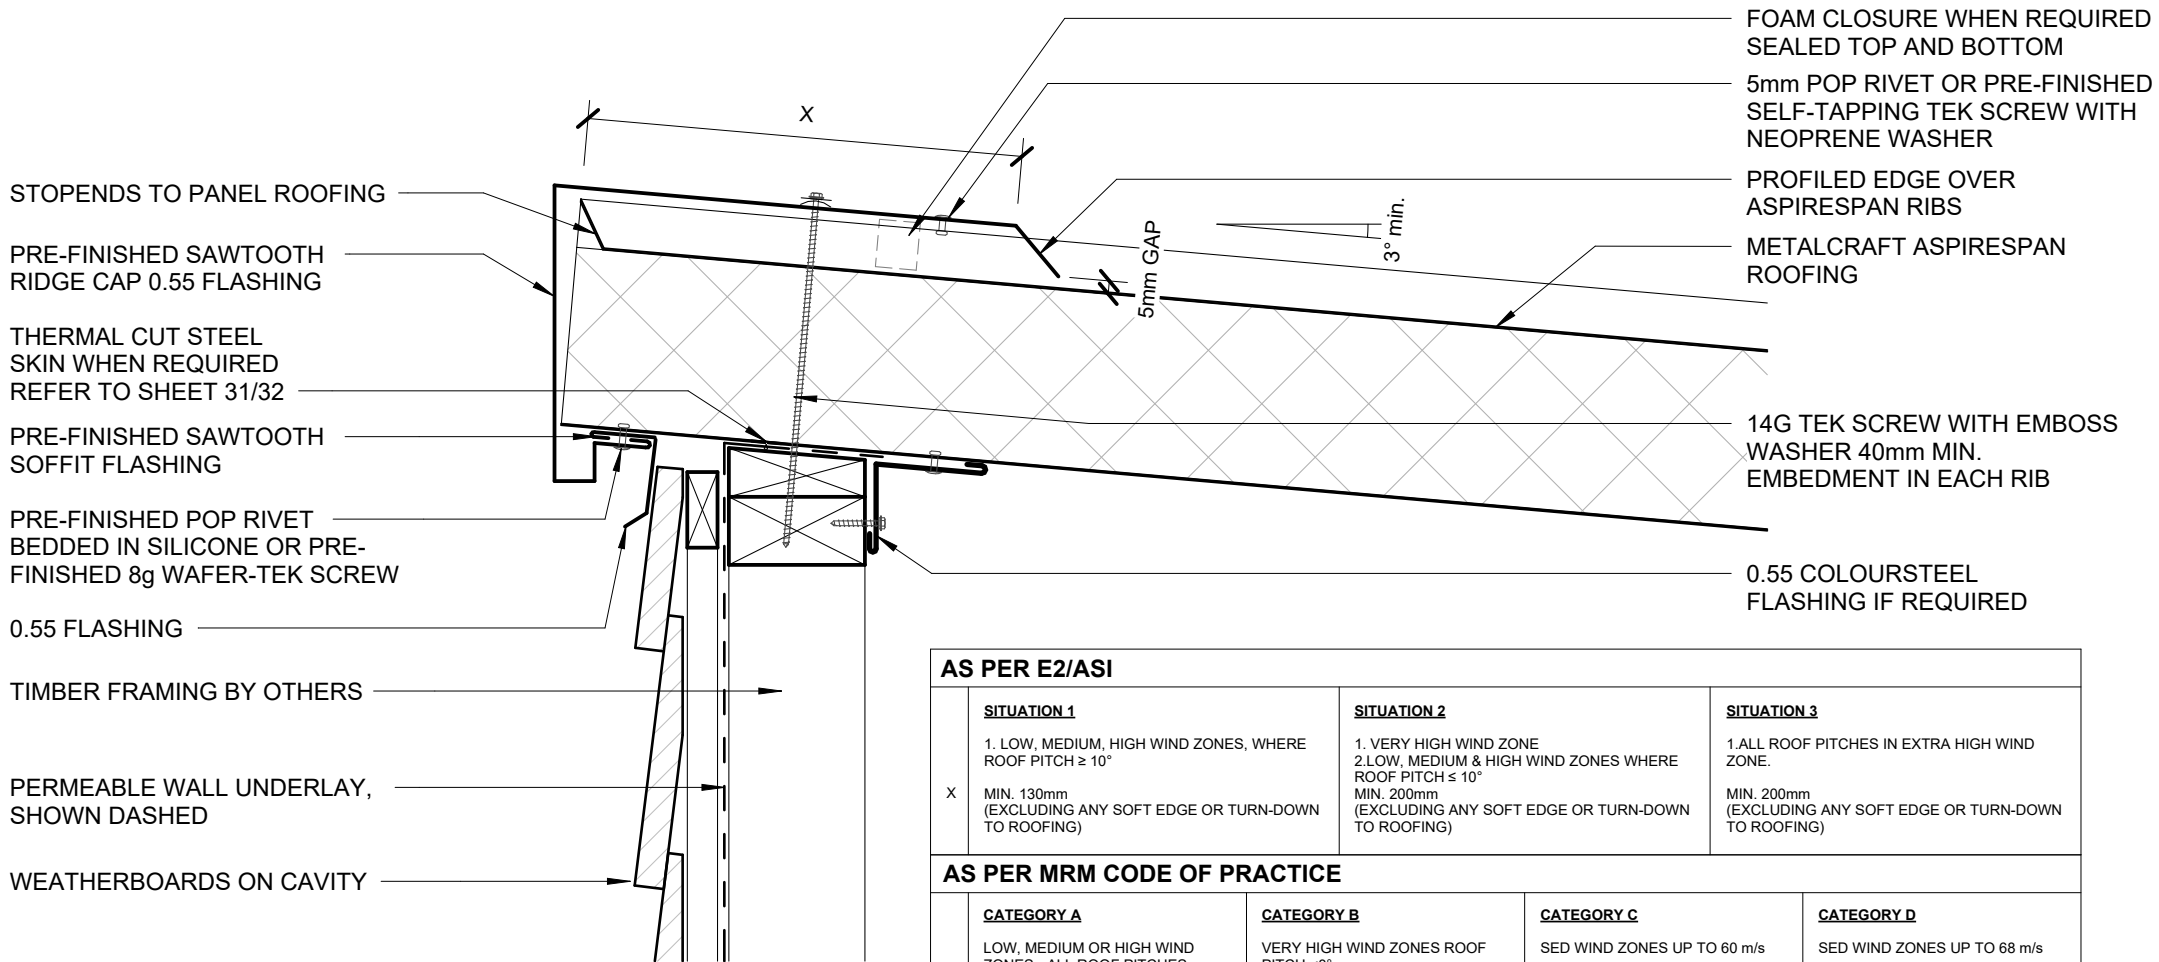 FOAM CLOSURE WHEN REQUIRED
SEALED TOP AND BOTTOM
5mm POP RIVET OR PRE-FINISHED
SELF-TAPPING TEK SCREW WITH
NEOPRENE WASHER
PROFILED EDGE OVER
ASPIRESPAN RIBS
METALCRAFT ASPIRESPAN
ROOFING
14G TEK SCREW WITH EMBOSS
WASHER 40mm MIN.
EMBEDMENT IN EACH RIB
0.55 COLOURSTEEL
FLASHING IF REQUIRED
X
5mm GAP
3° min.
STOPENDS TO PANEL ROOFING
PRE-FINISHED SAWTOOTH
RIDGE CAP 0.55 FLASHING
THERMAL CUT STEEL
SKIN WHEN REQUIRED
REFER TO SHEET 31/32
PRE-FINISHED SAWTOOTH
SOFFIT FLASHING
PRE-FINISHED POP RIVET
BEDDED IN SILICONE OR PRE-
FINISHED 8g WAFER-TEK SCREW
0.55 FLASHING
TIMBER FRAMING BY OTHERS
PERMEABLE WALL UNDERLAY,
SHOWN DASHED
WEATHERBOARDS ON CAVITY
AS PER E2/ASI
X
SITUATION 1
1. LOW, MEDIUM, HIGH WIND ZONES, WHERE
ROOF PITCH ≥ 10°
MIN. 130mm
(EXCLUDING ANY SOFT EDGE OR TURN-DOWN
TO ROOFING)
SITUATION 2
1. VERY HIGH WIND ZONE
2.LOW, MEDIUM & HIGH WIND ZONES WHERE
ROOF PITCH ≤ 10°
MIN. 200mm
(EXCLUDING ANY SOFT EDGE OR TURN-DOWN
TO ROOFING)
SITUATION 3
1.ALL ROOF PITCHES IN EXTRA HIGH WIND
ZONE.
MIN. 200mm
(EXCLUDING ANY SOFT EDGE OR TURN-DOWN
TO ROOFING)
AS PER MRM CODE OF PRACTICE
CATEGORY A
LOW, MEDIUM OR HIGH WIND
ZONES - ALL ROOF PITCHES
CATEGORY B
VERY HIGH WIND ZONES ROOF
PITCH
CATEGORY C
SED WIND ZONES UP TO 60 m/s
CATEGORY D
SED WIND ZONES UP TO 68 m/s